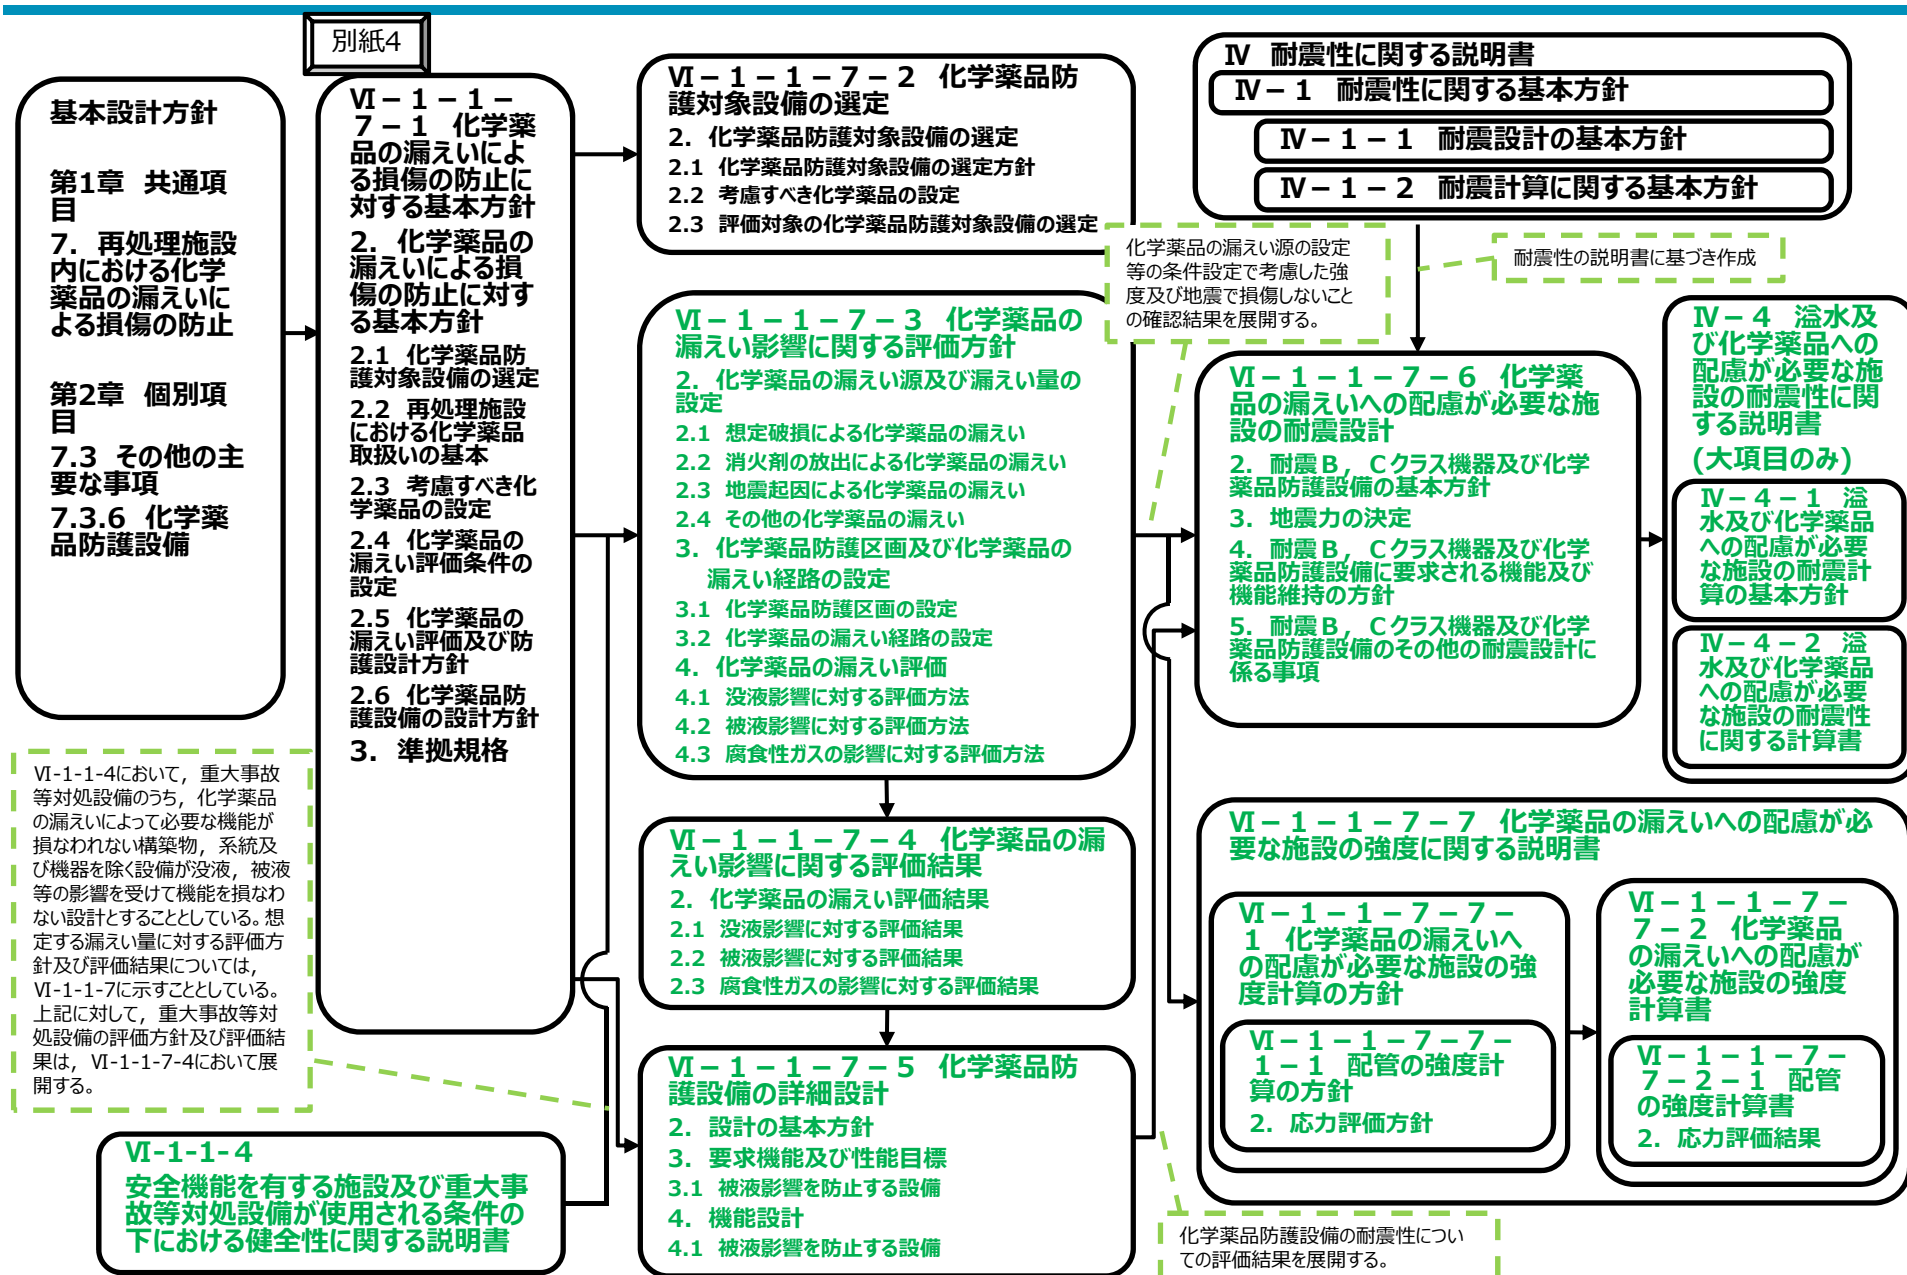 別紙4
基本設計方針
第1章 共通項
目
7. 再処理施設
内における化学
薬品の漏えいに
よる損傷の防止
第2章 個別項
目
7.3 その他の主
要な事項
7.3.6 化学薬
品防護設備
Ⅵ－１－１－
７－１ 化学薬
品の漏えいによ
る損傷の防止に
対する基本方針
2. 化学薬品の
漏えいによる損
傷の防止に対す
る基本方針
2.1 化学薬品防
護対象設備の選定
2.2 再処理施設
における化学薬品
取扱いの基本
2.3 考慮すべき化
学薬品の設定
2.4 化学薬品の
漏えい評価条件の
設定
2.5 化学薬品の
漏えい評価及び防
護設計方針
2.6 化学薬品防
護設備の設計方針
3. 準拠規格
Ⅵ－１－１－７－２ 化学薬品防
護対象設備の選定
2. 化学薬品防護対象設備の選定
2.1 化学薬品防護対象設備の選定方針
2.2 考慮すべき化学薬品の設定
2.3 評価対象の化学薬品防護対象設備の選定
Ⅵ－１－１－７－３ 化学薬品の
漏えい影響に関する評価方針
2. 化学薬品の漏えい源及び漏えい量の
設定
2.1 想定破損による化学薬品の漏えい
2.2 消火剤の放出による化学薬品の漏えい
2.3 地震起因による化学薬品の漏えい
2.4 その他の化学薬品の漏えい
3. 化学薬品防護区画及び化学薬品の
漏えい経路の設定
3.1 化学薬品防護区画の設定
3.2 化学薬品の漏えい経路の設定
4. 化学薬品の漏えい評価
4.1 没液影響に対する評価方法
4.2 被液影響に対する評価方法
4.3 腐食性ガスの影響に対する評価方法
Ⅵ－１－１－７－４ 化学薬品の漏
えい影響に関する評価結果
2. 化学薬品の漏えい評価結果
2.1 没液影響に対する評価結果
2.2 被液影響に対する評価結果
2.3 腐食性ガスの影響に対する評価結果
Ⅵ－１－１－７－５ 化学薬品防
護設備の詳細設計
2. 設計の基本方針
3. 要求機能及び性能目標
3.1 被液影響を防止する設備
4. 機能設計
4.1 被液影響を防止する設備
Ⅳ 耐震性に関する説明書
Ⅳ－１ 耐震性に関する基本方針
Ⅳ－１－１ 耐震設計の基本方針
Ⅳ－１－２ 耐震計算に関する基本方針
化学薬品の漏えい源の設定
等の条件設定で考慮した強
度及び地震で損傷しないこと
の確認結果を展開する。
耐震性の説明書に基づき作成
Ⅵ－１－１－７－６ 化学薬
品の漏えいへの配慮が必要な施
設の耐震設計
2. 耐震Ｂ，Ｃクラス機器及び化学
薬品防護設備の基本方針
3. 地震力の決定
4. 耐震Ｂ，Ｃクラス機器及び化学
薬品防護設備に要求される機能及び
機能維持の方針
5. 耐震Ｂ，Ｃクラス機器及び化学
薬品防護設備のその他の耐震設計に
係る事項
Ⅳ－４ 溢水及
び化学薬品への
配慮が必要な施
設の耐震性に関
する説明書
(大項目のみ)
Ⅳ－４－１ 溢
水及び化学薬品
への配慮が必要
な施設の耐震計
算の基本方針
Ⅳ－４－２ 溢
水及び化学薬品
への配慮が必要
な施設の耐震性
に関する計算書
Ⅵ－１－１－７－７ 化学薬品の漏えいへの配慮が必
要な施設の強度に関する説明書
Ⅵ－１－１－７－７－
１ 化学薬品の漏えいへ
の配慮が必要な施設の強
度計算の方針
Ⅵ－１－１－７－７－
１－１ 配管の強度計
算の方針
2. 応力評価方針
Ⅵ－１－１－７－
７－２ 化学薬品
の漏えいへの配慮が
必要な施設の強度
計算書
Ⅵ－１－１－７－
７－２－１ 配管
の強度計算書
2. 応力評価結果
Ⅵ-1-1-4において，重大事故
等対処設備のうち，化学薬品
の漏えいによって必要な機能が
損なわれない構築物，系統及
び機器を除く設備が没液，被液
等の影響を受けて機能を損なわ
ない設計とすることとしている。想
定する漏えい量に対する評価方
針及び評価結果については，
Ⅵ-1-1-7に示すこととしている。
上記に対して，重大事故等対
処設備の評価方針及び評価結
果は，Ⅵ-1-1-7-4において展
開する。
Ⅵ-1-1-4
安全機能を有する施設及び重大事
故等対処設備が使用される条件の
下における健全性に関する説明書
化学薬品防護設備の耐震性につい
ての評価結果を展開する。